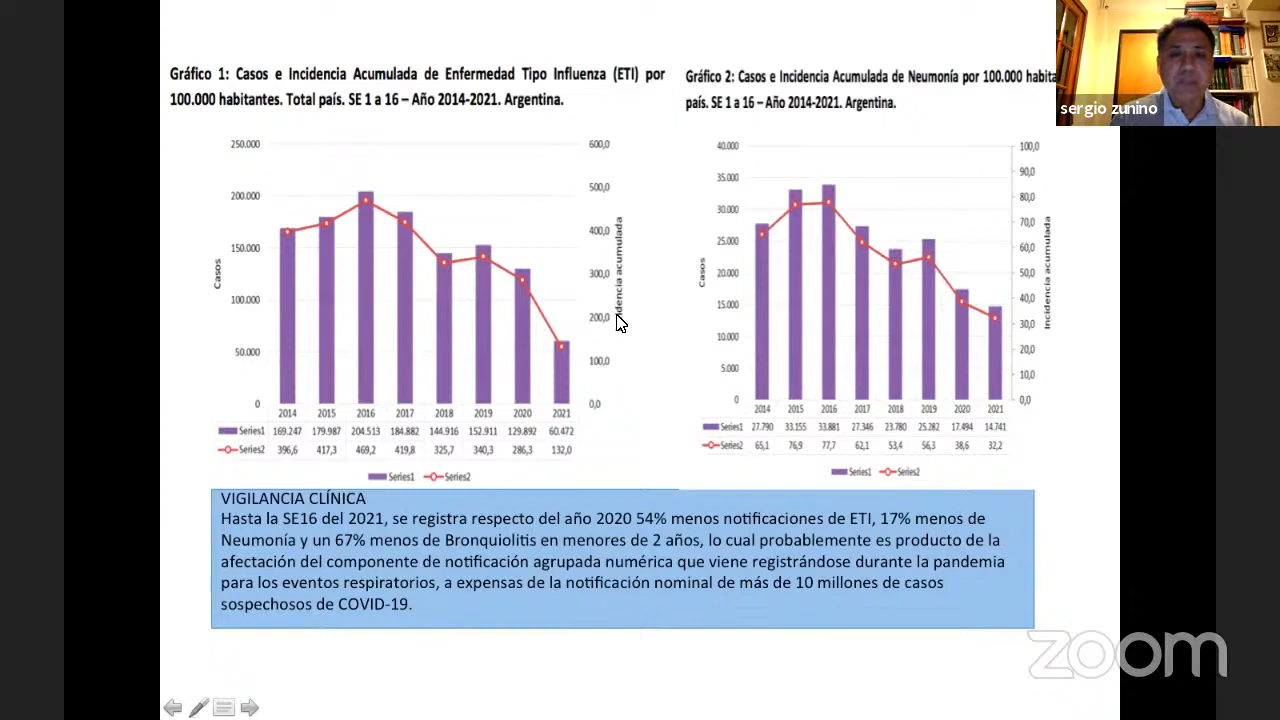 Gráfico 1: Casos e Incidencia Acumulada de Enfermedad Tipo Influenza (ETI) por
100.000 habitantes. Total país. SE 1 a 16 – Año 2014-2021. Argentina.
250.000
200.000
150.000
100.000
50.000
0
Casos
600,0
500,0
400,0
300,0
200,0
100,0
0,0
acumulada
2014 2015 2016 2017 2018 2019 2020 2021
Series1 169.247 179.987 204.513 184.882 144.916 152.911 129.892 60.472
Series2 396,6 417,3 469,2 419,8 325,7 340,3 286,3 132,0
Series1 Series2
Gráfico 2: Casos e Incidencia Acumulada de Neumonía por 100.000 habita
país. SE 1 a 16 – Año 2014-2021. Argentina.
40.000
35.000
30.000
25.000
20.000
15.000
10.000
5.000
0
Casos
100,0
90,0
80,0
70,0
60,0
50,0
40,0
30,0
20,0
10,0
0,0
Incidencia acumulada
2014 2015 2016 2017 2018 2019 2020 2021
Series1 27.790 33.155 33.881 27.346 23.780 25.282 17.494 14.741
Series2 65,1 76,9 77,7 62,1 53,4 56,3 38,6 32,2
Series1 Series2
sergio zunino
VIGILANCIA CLÍNICA
Hasta la SE16 del 2021, se registra respecto del año 2020 54% menos notificaciones de ETI, 17% menos de
Neumonía y un 67% menos de Bronquiolitis en menores de 2 años, lo cual probablemente es producto de la
afectación del componente de notificación agrupada numérica que viene registrándose durante la pandemia
para los eventos respiratorios, a expensas de la notificación nominal de más de 10 millones de casos
sospechosos de COVID-19.
zoom